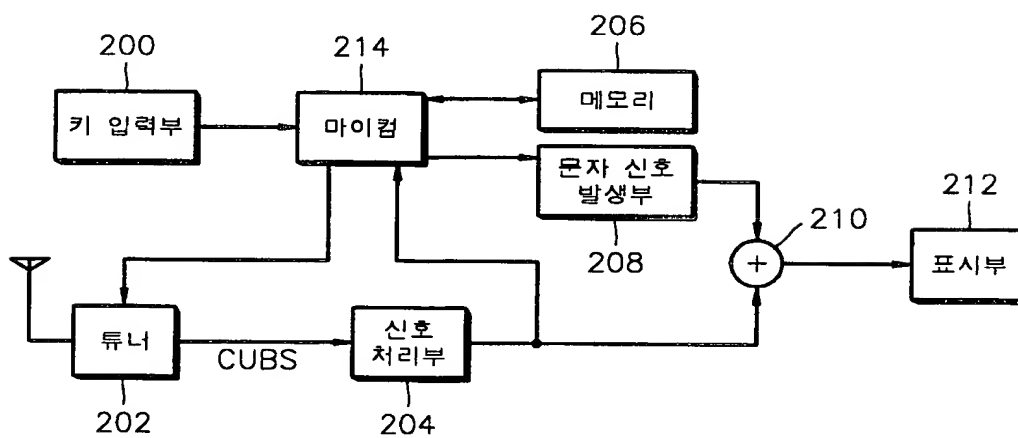 200
214
206
키 입력부
마이컴
메모리
문자 신호
발생부
208
210
212
표시부
튜너
CUBS
신호
처리부
202
204
+